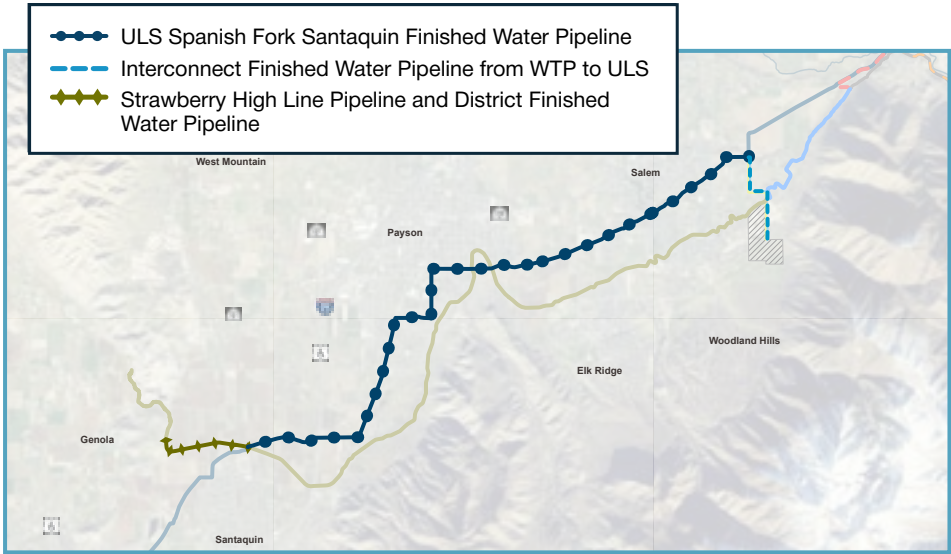 ULS Spanish Fork Santaquin Finished Water Pipeline
Interconnect Finished Water Pipeline from WTP to ULS
Strawberry High Line Pipeline and District Finished
Water Pipeline
West Mountain
Salem
Payson
Woodland Hills
Elk Ridge
Genola
Santaquin